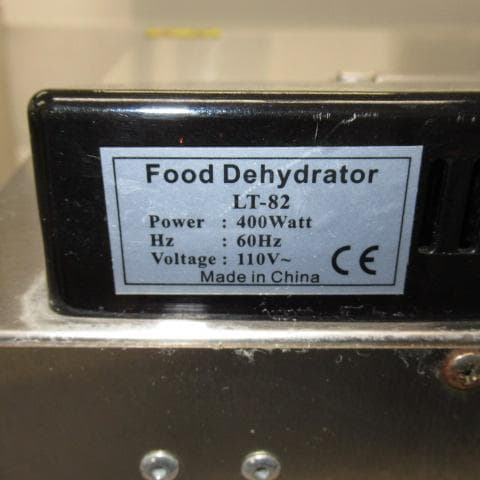 Food Dehydrator
LT-82
Power : 400Watt
Hz : 60Hz
Voltage : 110V~
CE
Made in China